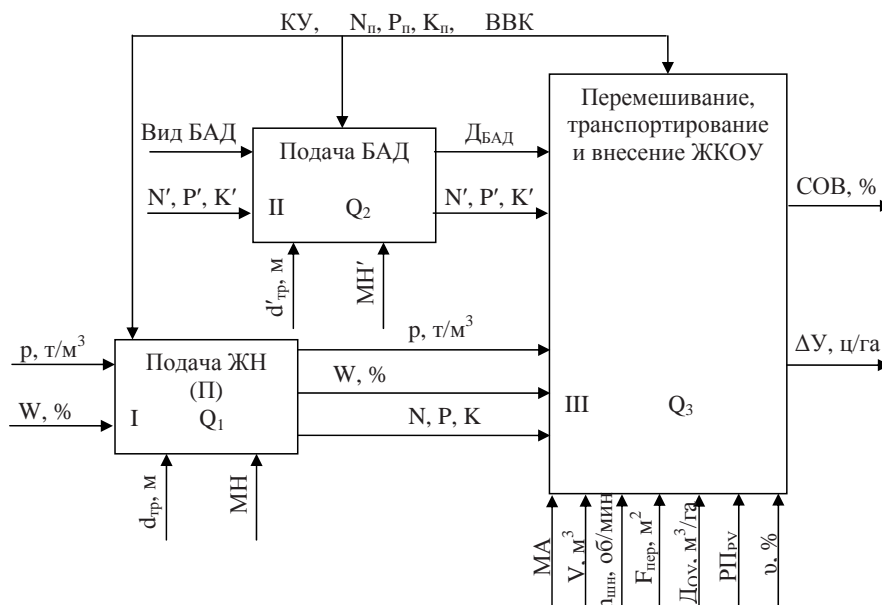 КУ, Nп, Pп, Kп, ВВК
Перемешивание,
транспортирование
и внесение ЖКОУ
Вид БАД
Подача БАД
ДБАД
N′, P′, K′
II Q2
N′, P′, K′
СОВ, %
d′тр, м
МН′
p, т/м3
Подача ЖН
(П)
p, т/м3
W, %
ΔУ, ц/га
W, %
I Q1
N, P, K
III Q3
dтр, м
МН
МА
V, м3
nшн, об/мин
Fпер, м2
ДОУ, м3/га
РПРУ
υ, %